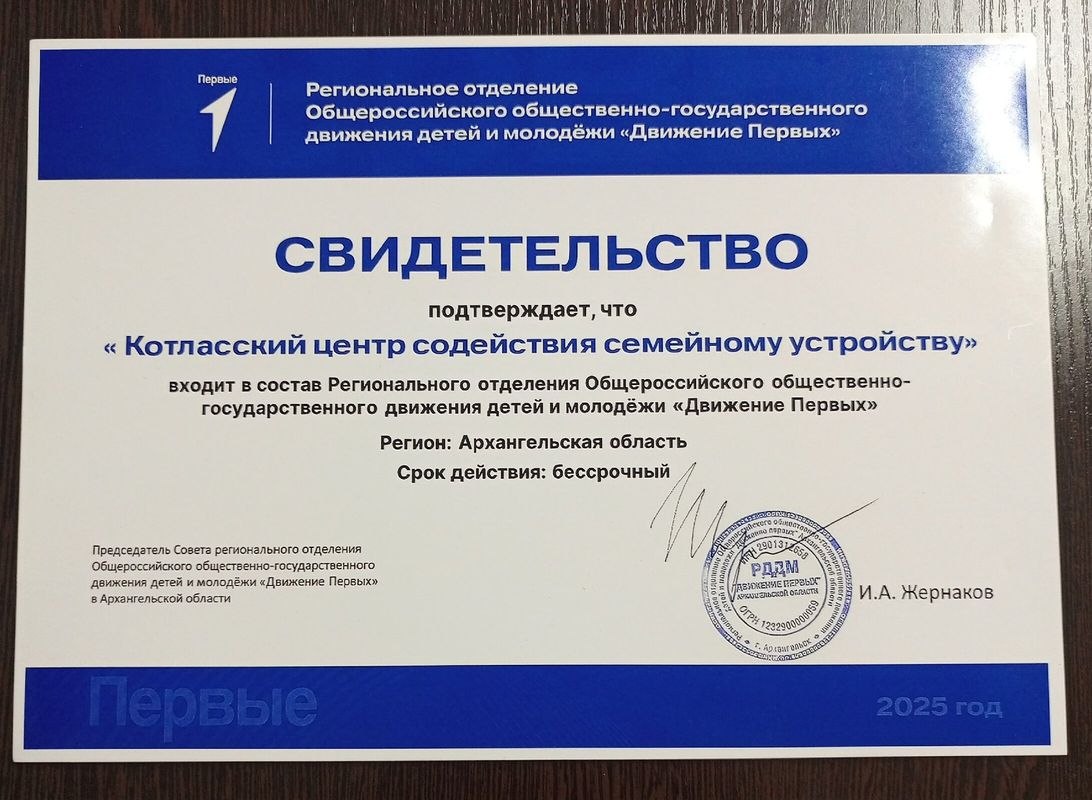 Первые
Региональное отделение
Общероссийского общественно-государственного
движения детей и молодёжи «Движение Первых»
СВИДЕТЕЛЬСТВО
подтверждает, что
« Котласский центр содействия семейному устройству»
входит в состав Регионального отделения Общероссийского общественно-
государственного движения детей и молодёжи «Движение Первых»
Регион: Архангельская область
Срок действия: бессрочный
Председатель Совета регионального отделения
Общероссийского общественно-государственного
движения детей и молодёжи «Движение Первых»
в Архангельской области
РДДМ
"ДВИЖЕНИЕ ПЕРВЫХ"
АРХАНГЕЛЬСКОЙ ОБЛАСТИ
г. Архангельск
И.А. Жернаков
Первые
2025 год